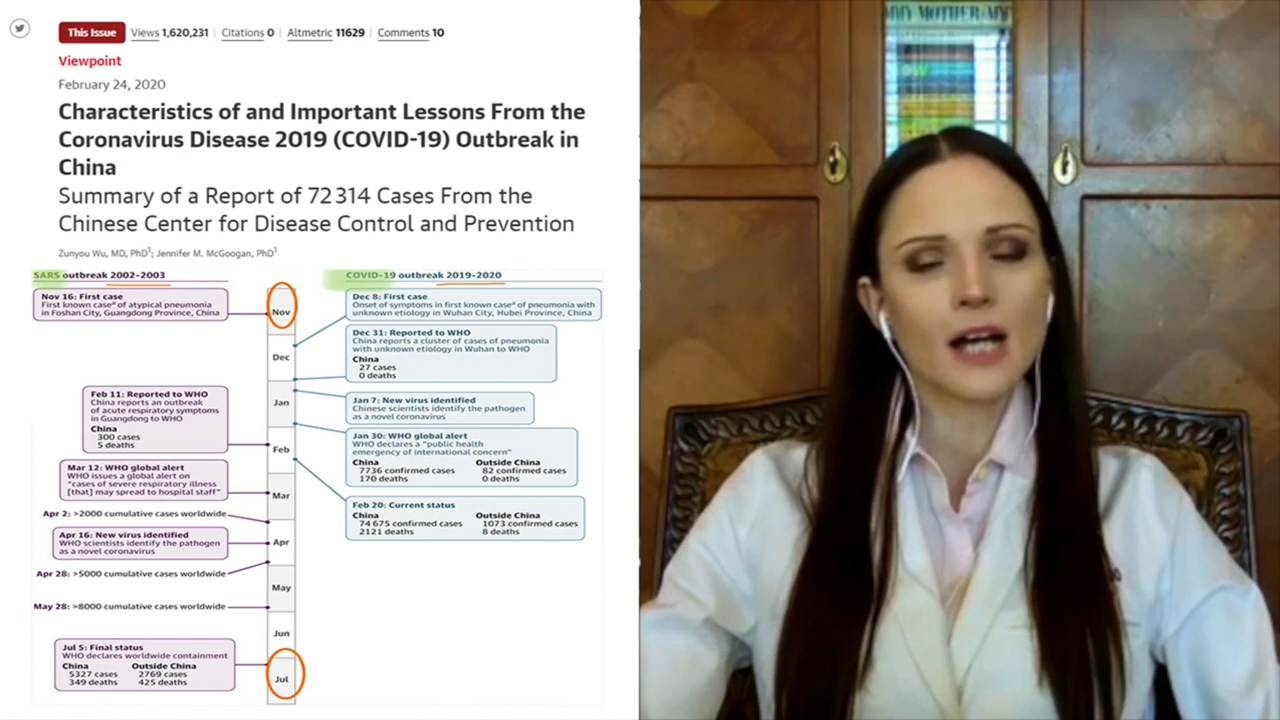 This Issue Views 1,620,231 | Citations 0 | Altmetric 11629 | Comments 10
Viewpoint
February 24, 2020
Characteristics of and Important Lessons From the
Coronavirus Disease 2019 (COVID-19) Outbreak in
China
Summary of a Report of 72 314 Cases From the
Chinese Center for Disease Control and Prevention
Zunyou Wu, MD, PhD1; Jennifer M. McGoogan, PhD1
SARS outbreak 2002–2003
Nov 16: First case
First known caseª of atypical pneumonia
in Foshan City, Guangdong Province, China
Feb 11: Reported to WHO
China reports an outbreak
of acute respiratory symptoms
in Guangdong to WHO
China
300 cases
5 deaths
Mar 12: WHO global alert
WHO issues a global alert on
“cases of severe respiratory illness
[that] may spread to hospital staff”
Apr 2: >2000 cumulative cases worldwide
Apr 16: New virus identified
WHO scientists identify the pathogen
as a novel coronavirus
Apr 28: >5000 cumulative cases worldwide
May 28: >8000 cumulative cases worldwide
Jul 5: Final status
WHO declares worldwide containment
China Outside China
5327 cases 2769 cases
349 deaths 425 deaths
Nov
Dec
Jan
Feb
Mar
Apr
May
Jun
Jul
COVID-19 outbreak 2019–2020
Dec 8: First case
Onset of symptoms in first known caseª of pneumonia with
unknown etiology in Wuhan City, Hubei Province, China
Dec 31: Reported to WHO
China reports a cluster of cases of pneumonia
with unknown etiology in Wuhan to WHO
China
27 cases
0 deaths
Jan 7: New virus identified
Chinese scientists identify the pathogen
as a novel coronavirus
Jan 30: WHO global alert
WHO declares a “public health
emergency of international concern”
China Outside China
7736 confirmed cases 82 confirmed cases
170 deaths 0 deaths
Feb 20: Current status
China Outside China
74 675 confirmed cases 1073 confirmed cases
2121 deaths 8 deaths